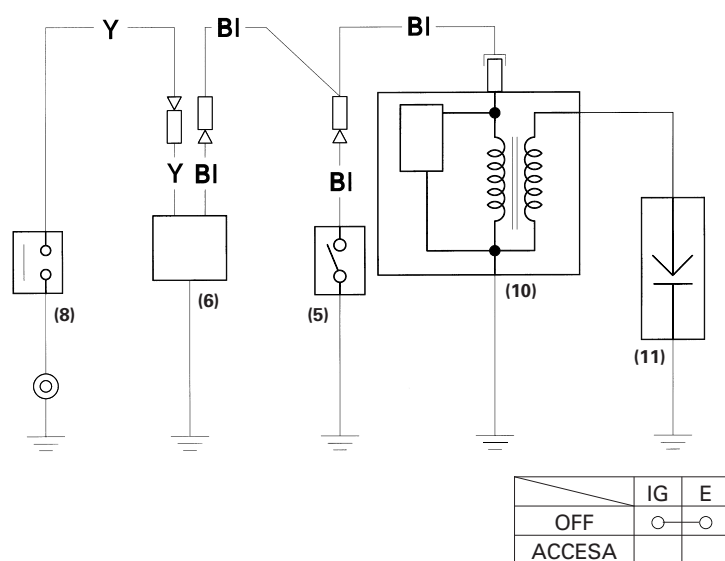 Y
Bl
Bl
Y
Bl
Bl
(8)
(6)
(5)
(10)
(11)
IG E
OFF
ACCESA